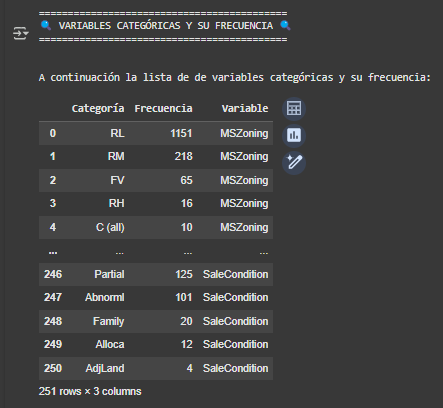 ==========================================
🔍 VARIABLES CATEGÓRICAS Y SU FRECUENCIA 🔍
==========================================
A continuación la lista de de variables categóricas y su frecuencia:
Categoría Frecuencia Variable
0 RL 1151 MSZoning
1 RM 218 MSZoning
2 FV 65 MSZoning
3 RH 16 MSZoning
4 C (all) 10 MSZoning
... ... ... ...
246 Partial 125 SaleCondition
247 Abnorml 101 SaleCondition
248 Family 20 SaleCondition
249 Alloca 12 SaleCondition
250 AdjLand 4 SaleCondition
251 rows × 3 columns